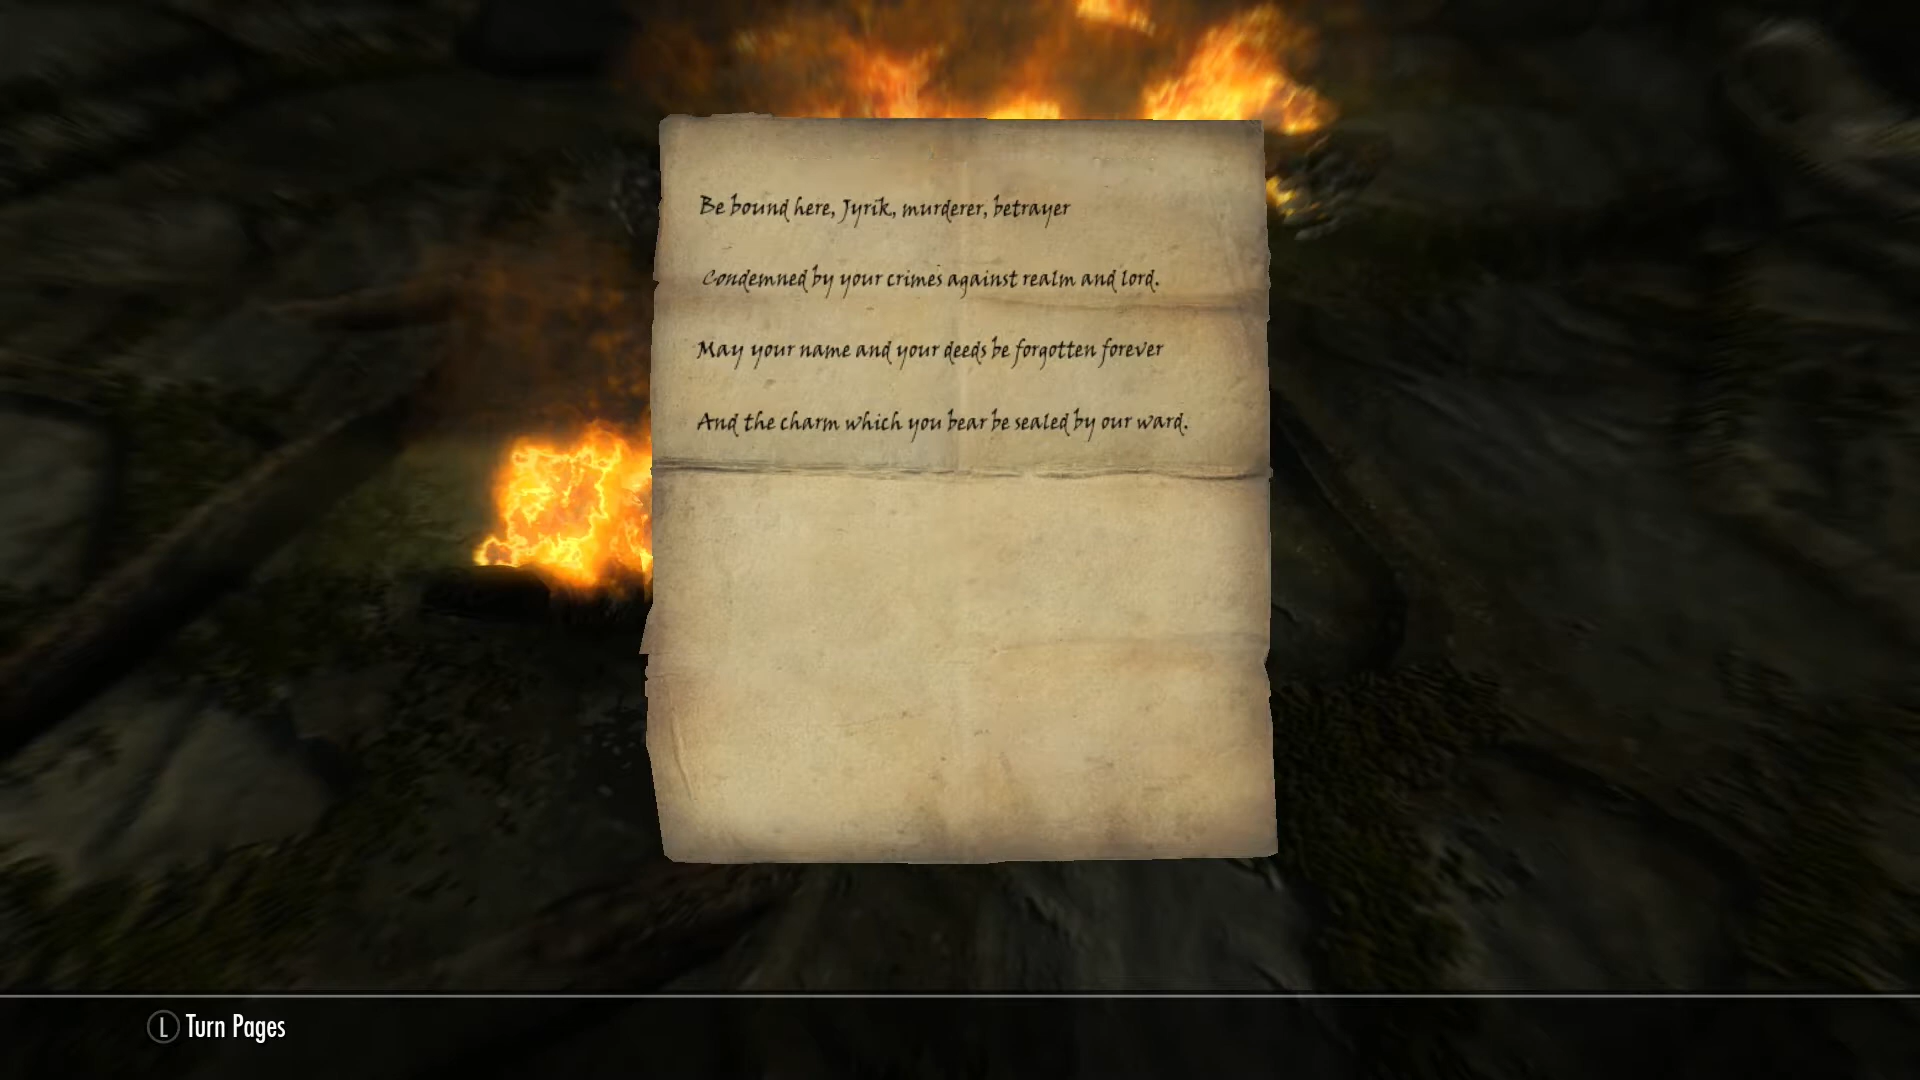 Be bound here, Jyrik, murderer, betrayer
Condemned by your crimes against realm and lord.
May your name and your deeds be forgotten forever
And the charm which you bear be sealed by our ward.
L Turn Pages